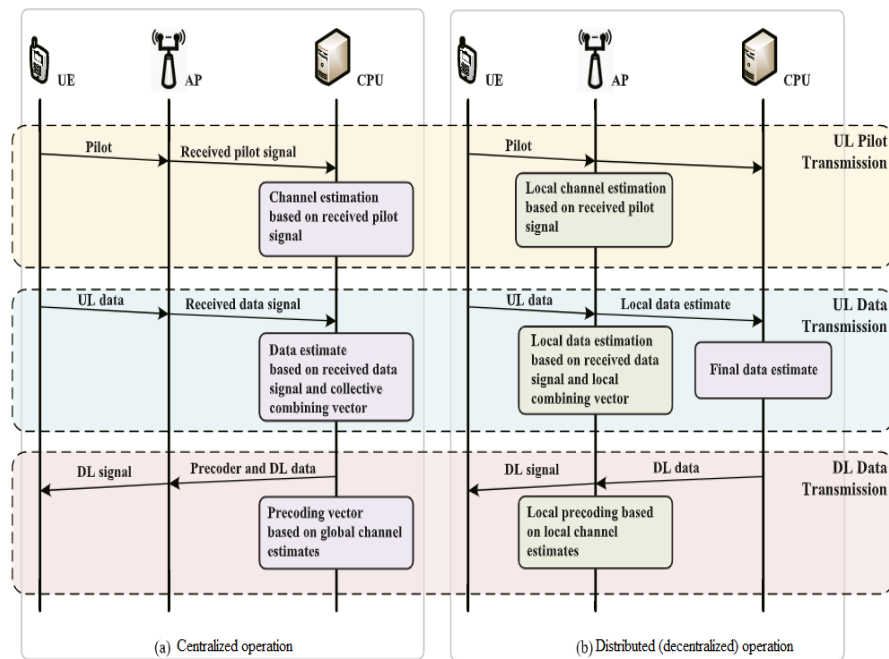 UE
AP
CPU
UE
AP
CPU
Pilot
Received pilot signal
Pilot
UL Pilot
Transmission
Channel estimation
based on received pilot
signal
Local channel estimation
based on received pilot
signal
UL data
Received data signal
UL data
Local data estimate
UL Data
Transmission
Data estimate
based on received data
signal and collective
combining vector
Local data estimation
based on received data
signal and local
combining vector
Final data estimate
DL signal
Precoder and DL data
DL signal
DL data
DL Data
Transmission
Precoding vector
based on global channel
estimates
Local precoding based
on local channel
estimates
(a) Centralized operation
(b) Distributed (decentralized) operation